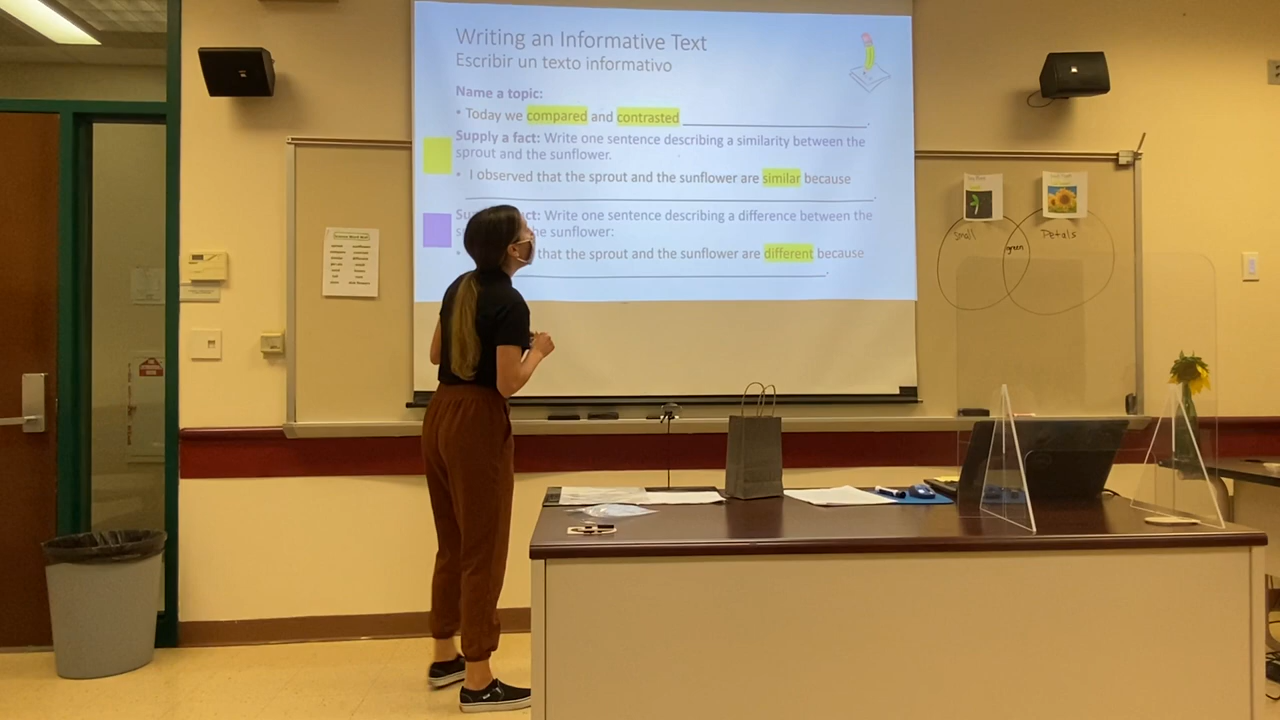 Writing an Informative Text
Escribir un texto informativo
Name a topic:
• Today we compared and contrasted ____________________.
Supply a fact: Write one sentence describing a similarity between the
sprout and the sunflower.
• I observed that the sprout and the sunflower are similar because
____________________.
Write one sentence describing a difference between the
the sunflower:
• that the sprout and the sunflower are different because
____________________.
small
green
Petals